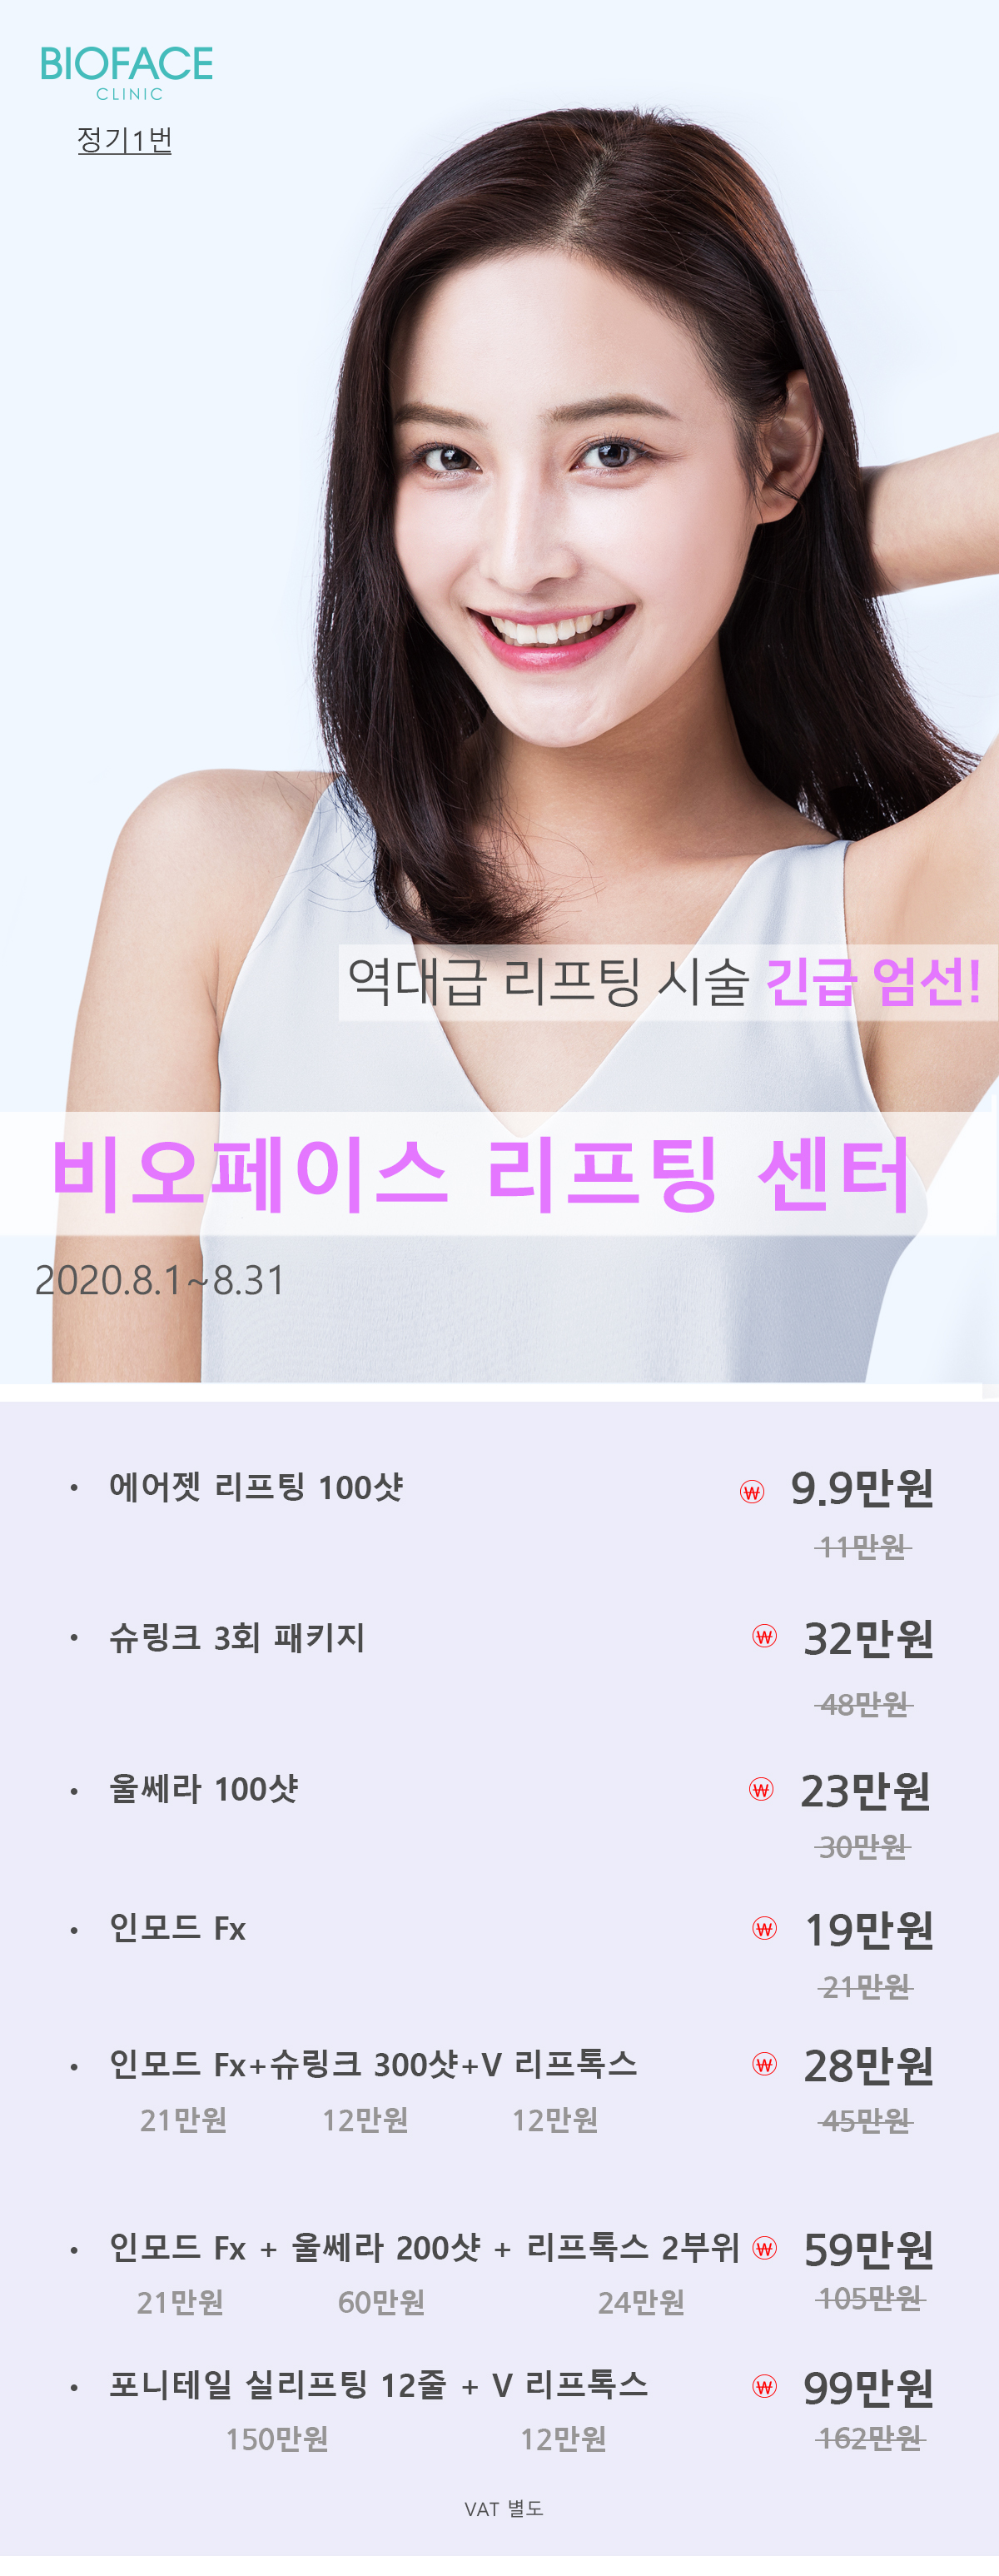 BIOFACE
CLINIC
정기1번
역대급 리프팅 시술 긴급 엄선!
비오페이스 리프팅 센터
2020.8.1~8.31
• 에어젯 리프팅 100샷 ₩ 9.9만원
11만원
• 슈링크 3회 패키지 ₩ 32만원
48만원
• 울쎄라 100샷 ₩ 23만원
30만원
• 인모드 Fx ₩ 19만원
21만원
• 인모드 Fx+슈링크 300샷+V 리프톡스 ₩ 28만원
21만원 12만원 12만원 45만원
• 인모드 Fx + 울쎄라 200샷 + 리프톡스 2부위 ₩ 59만원
21만원 60만원 24만원 105만원
• 포니테일 실리프팅 12줄 + V 리프톡스 ₩ 99만원
150만원 12만원 162만원
VAT 별도